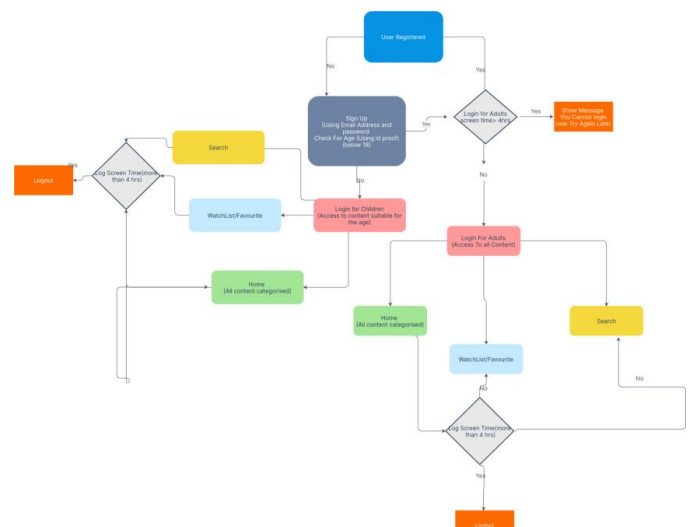 User Registered
No
Yes
Sign Up
(Using Email Address and
password
Check For Age (Using id proof)
(below 18)
Yes
Login for Adults
screen time> 4hrs
Yes
Show Message
You Cannot login
now Try Again Later
Search
Yes
Log Screen Time(more
than 4 hrs)
Logout
No
No
Login for Children
(Access to content suitable for
the age)
WatchList/Favourite
Login For Adults
(Access To all Content)
Home
(All content categorised)
Home
(All content categorised)
Search
WatchList/Favourite
No
No
Log Screen Time(more
than 4 hrs)
Yes
Logout